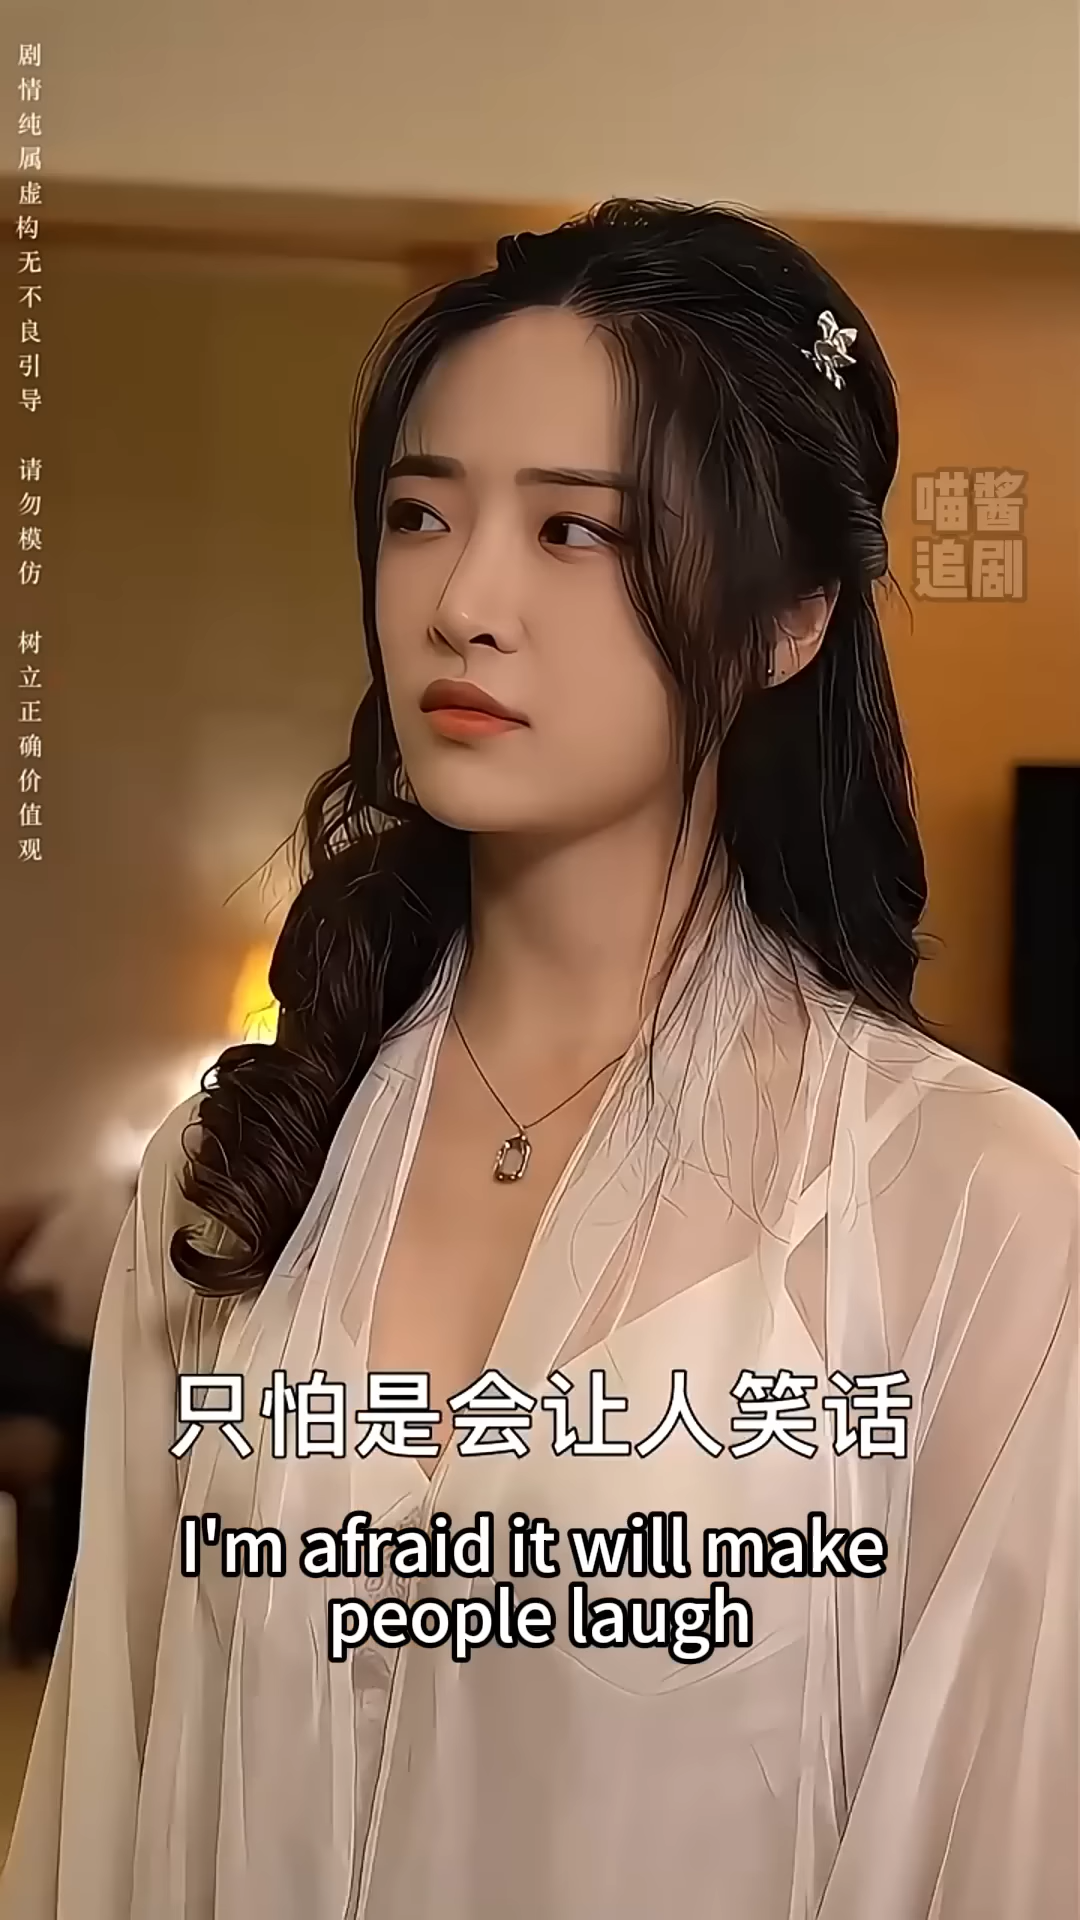 剧情纯属虚构无不良引导 请勿模仿 树立正确价值观
喵酱
追剧
只怕是会让人笑话
I'm afraid it will make
people laugh